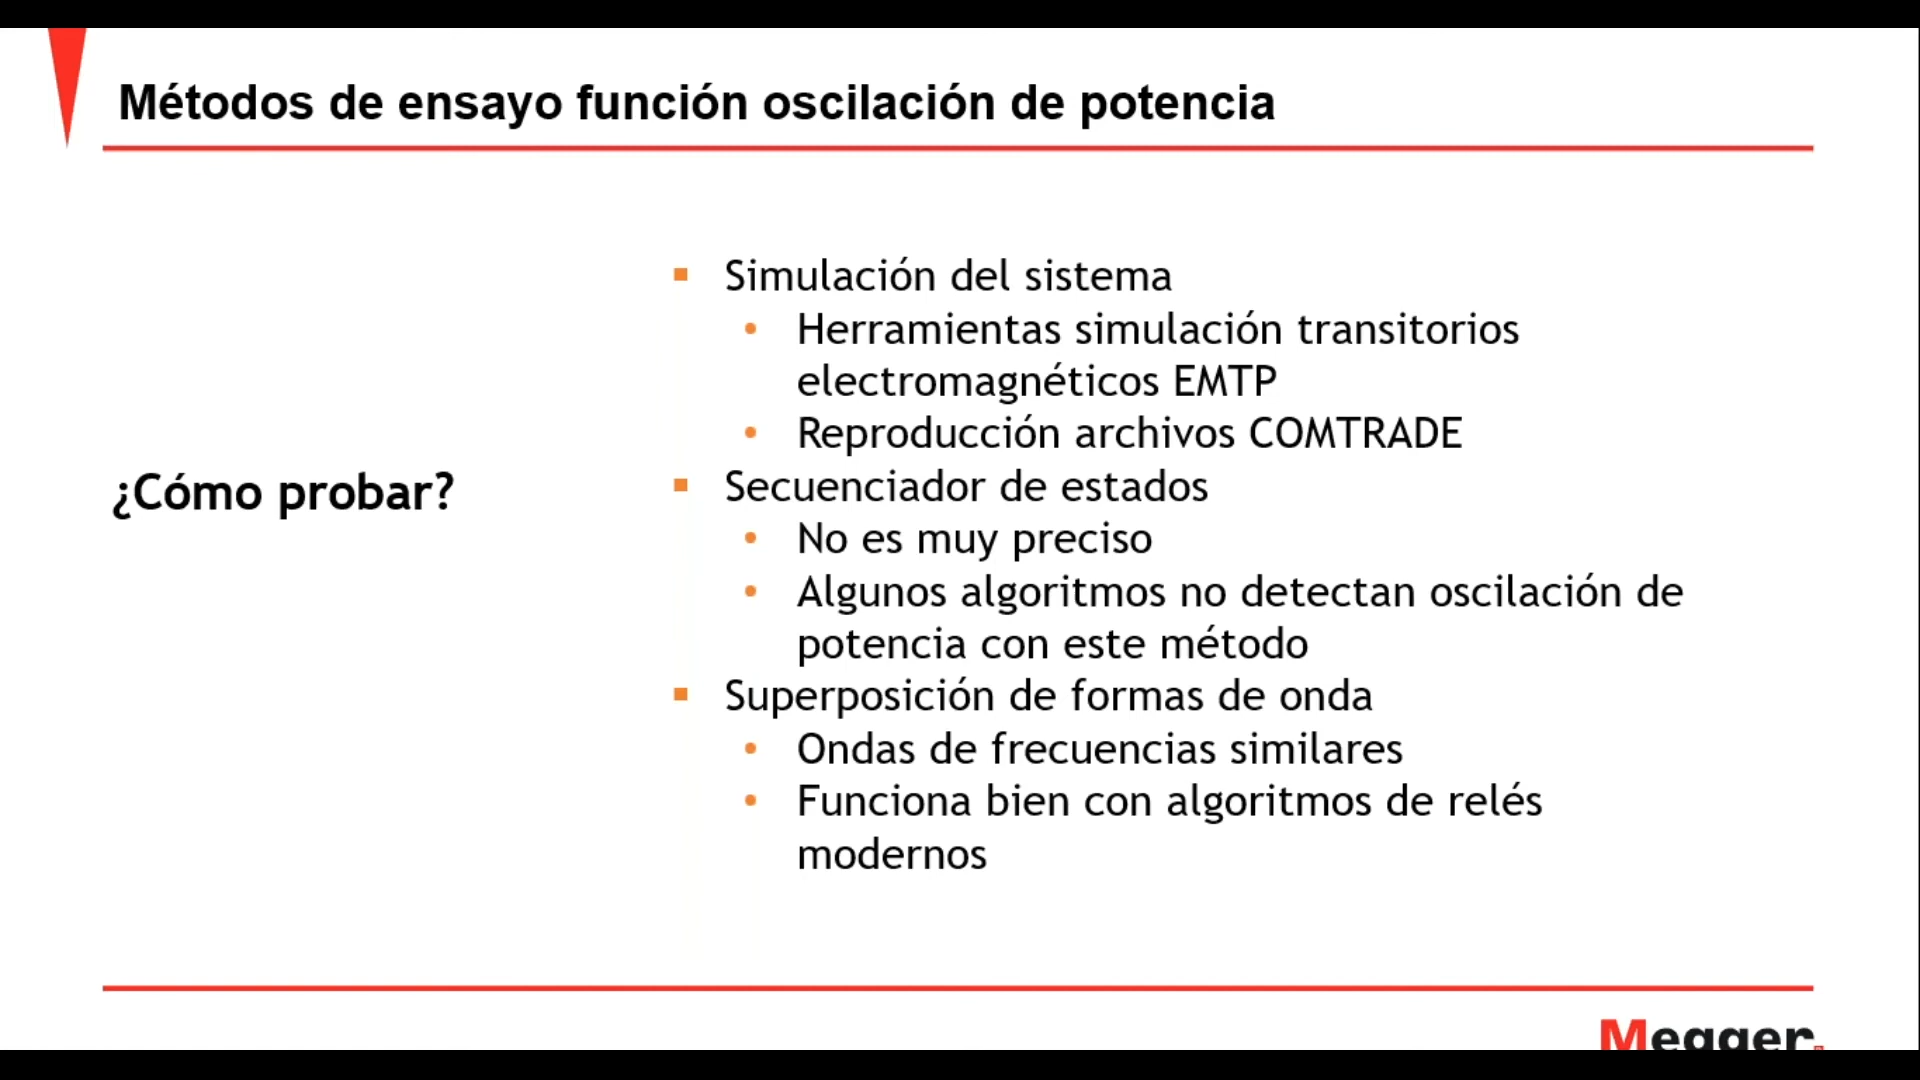 Métodos de ensayo función oscilación de potencia
¿Cómo probar?
Simulación del sistema
Herramientas simulación transitorios
electromagnéticos EMTP
Reproducción archivos COMTRADE
Secuenciador de estados
No es muy preciso
Algunos algoritmos no detectan oscilación de
potencia con este método
Superposición de formas de onda
Ondas de frecuencias similares
Funciona bien con algoritmos de relés
modernos
Megger.